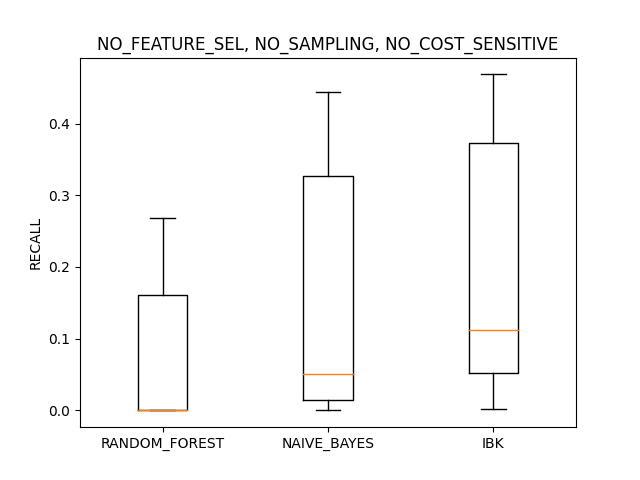 NO_FEATURE_SEL, NO_SAMPLING, NO_COST_SENSITIVE
RECALL
0.4
0.3
0.2
0.1
0.0
RANDOM_FOREST NAIVE_BAYES IBK